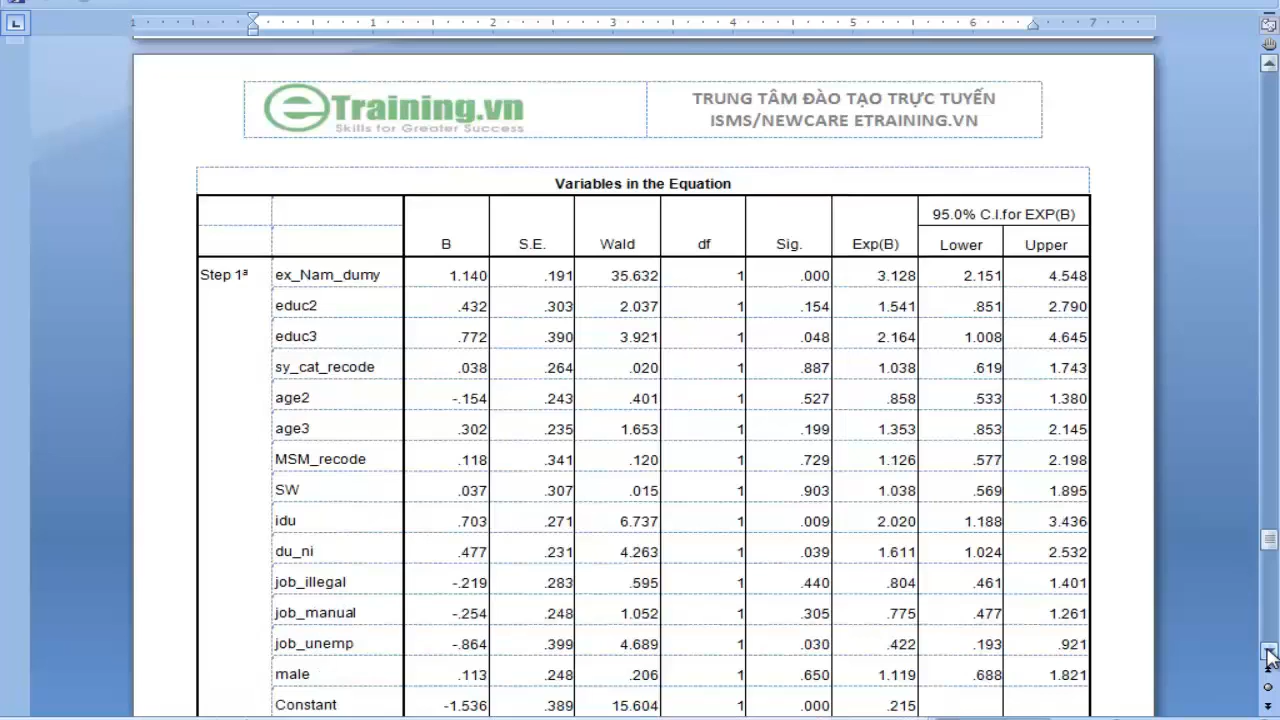 1 1 2 3 4 5 6 7
eTraining.vn
Skills for Greater Success
TRUNG TÂM ĐÀO TẠO TRỰC TUYẾN
ISMS/NEWCARE ETRAINING.VN
Variables in the Equation
95.0% C.I.for EXP(B)
B S.E. Wald df Sig. Exp(B) Lower Upper
Step 1a ex_Nam_dumy 1.140 .191 35.632 1 .000 3.128 2.151 4.548
educ2 .432 .303 2.037 1 .154 1.541 .851 2.790
educ3 .772 .390 3.921 1 .048 2.164 1.008 4.645
sy_cat_recode .038 .264 .020 1 .887 1.038 .619 1.743
age2 -.154 .243 .401 1 .527 .858 .533 1.380
age3 .302 .235 1.653 1 .199 1.353 .853 2.145
MSM_recode .118 .341 .120 1 .729 1.126 .577 2.198
SW .037 .307 .015 1 .903 1.038 .569 1.895
idu .703 .271 6.737 1 .009 2.020 1.188 3.436
du_ni .477 .231 4.263 1 .039 1.611 1.024 2.532
job_illegal -.219 .283 .595 1 .440 .804 .461 1.401
job_manual -.254 .248 1.052 1 .305 .775 .477 1.261
job_unemp -.864 .399 4.689 1 .030 .422 .193 .921
male .113 .248 .206 1 .650 1.119 .688 1.821
Constant -1.536 .389 15.604 1 .000 .215